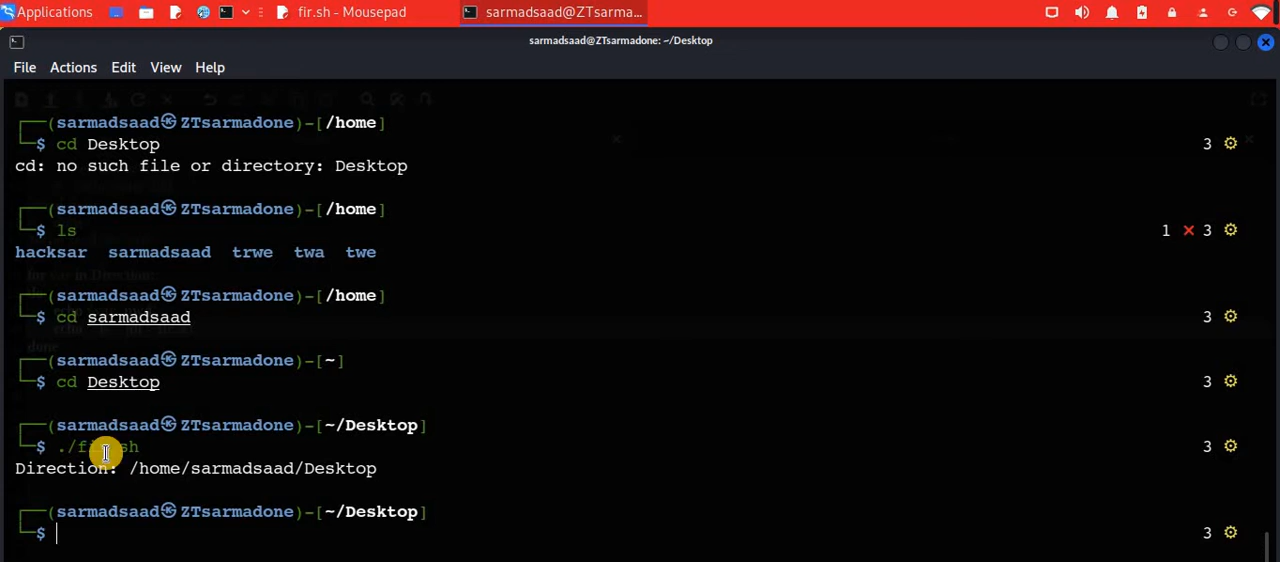 Applications fir.sh - Mousepad sarmadsaad@ZTsarma...
sarmadsaad@ZTsarmadone: ~/Desktop
File Actions Edit View Help
┌──(sarmadsaad㉿ZTsarmadone)-[/home]
└─$ cd Desktop 3 ⚙
cd: no such file or directory: Desktop
┌──(sarmadsaad㉿ZTsarmadone)-[/home]
└─$ ls 1 ✕ 3 ⚙
hacksar sarmadsaad trwe twa twe
┌──(sarmadsaad㉿ZTsarmadone)-[/home]
└─$ cd sarmadsaad 3 ⚙
┌──(sarmadsaad㉿ZTsarmadone)-[~]
└─$ cd Desktop 3 ⚙
┌──(sarmadsaad㉿ZTsarmadone)-[~/Desktop]
└─$ ./fir.sh 3 ⚙
Direction: /home/sarmadsaad/Desktop
┌──(sarmadsaad㉿ZTsarmadone)-[~/Desktop]
└─$ 3 ⚙